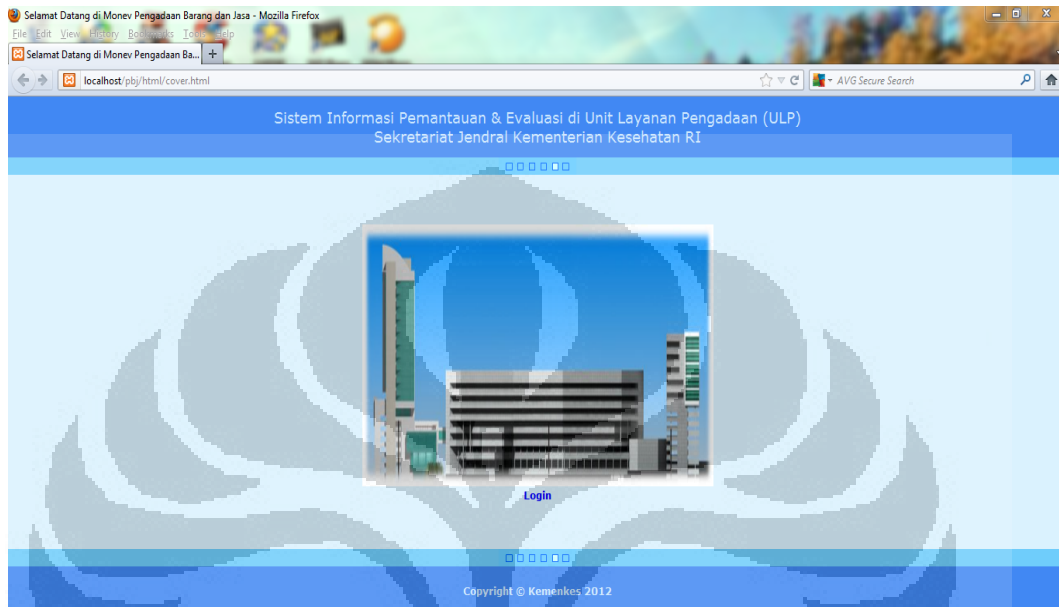 Selamat Datang di Monev Pengadaan Barang dan Jasa - Mozilla Firefox
File Edit View History Bookmarks Tools Help
Selamat Datang di Monev Pengadaan Ba... +
localhost/pbj/html/cover.html AVG Secure Search
Sistem Informasi Pemantauan & Evaluasi di Unit Layanan Pengadaan (ULP)
Sekretariat Jendral Kementerian Kesehatan RI
Login
Copyright © Kemenkes 2012